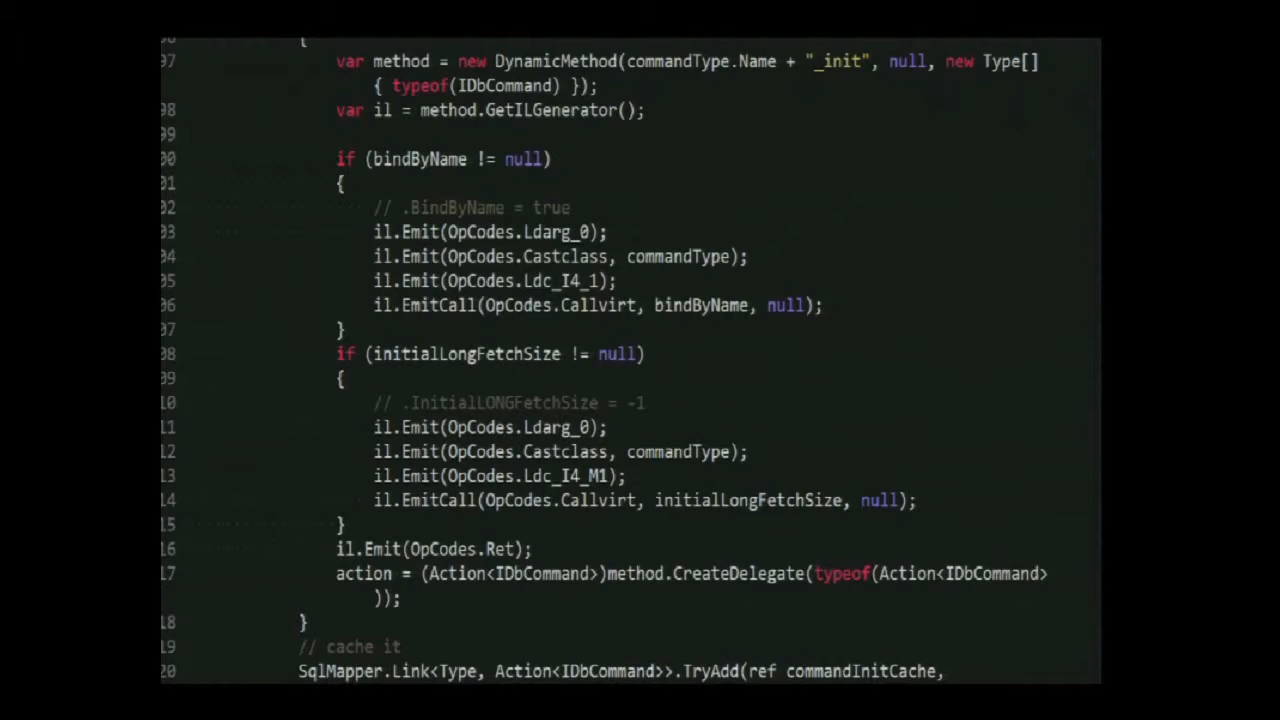 {
97 var method = new DynamicMethod(commandType.Name + "_init", null, new Type[]
{ typeof(IDbCommand) });
98 var il = method.GetILGenerator();
99
00 if (bindByName != null)
01 {
02 // .BindByName = true
03 il.Emit(OpCodes.Ldarg_0);
04 il.Emit(OpCodes.Castclass, commandType);
05 il.Emit(OpCodes.Ldc_I4_1);
06 il.EmitCall(OpCodes.Callvirt, bindByName, null);
07 }
08 if (initialLongFetchSize != null)
09 {
10 // .InitialLONGFetchSize = -1
11 il.Emit(OpCodes.Ldarg_0);
12 il.Emit(OpCodes.Castclass, commandType);
13 il.Emit(OpCodes.Ldc_I4_M1);
14 il.EmitCall(OpCodes.Callvirt, initialLongFetchSize, null);
15 }
16 il.Emit(OpCodes.Ret);
17 action = (Action<IDbCommand>)method.CreateDelegate(typeof(Action<IDbCommand>
));
18 }
19 // cache it
20 SqlMapper.Link<Type, Action<IDbCommand>>.TryAdd(ref commandInitCache,